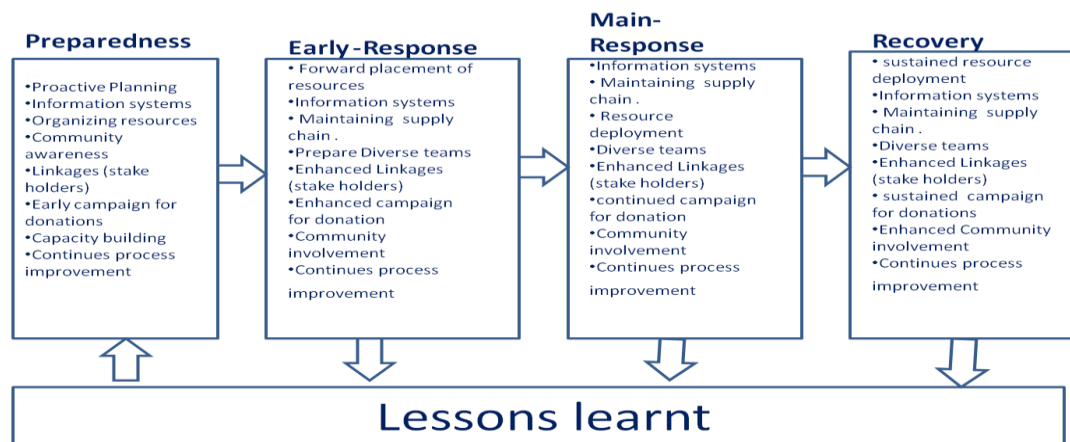 Preparedness
•Proactive Planning
•Information systems
•Organizing resources
•Community
awareness
•Linkages (stake
holders)
•Early campaign for
donations
•Capacity building
•Continues process
improvement
Early-Response
• Forward placement of
resources
•Information systems
• Maintaining supply
chain .
•Prepare Diverse teams
•Enhanced Linkages
(stake holders)
•Enhanced campaign
for donation
•Community
involvement
•Continues process
improvement
Main-
Response
•Information systems
• Maintaining supply
chain .
• Resource
deployment
•Diverse teams
•Enhanced Linkages
(stake holders)
•continued campaign
for donation
•Community
involvement
•Continues process
improvement
Recovery
• sustained resource
deployment
•Information systems
• Maintaining supply
chain .
•Diverse teams
•Enhanced Linkages
(stake holders)
• sustained campaign
for donations
•Enhanced Community
involvement
•Continues process
improvement
Lessons learnt